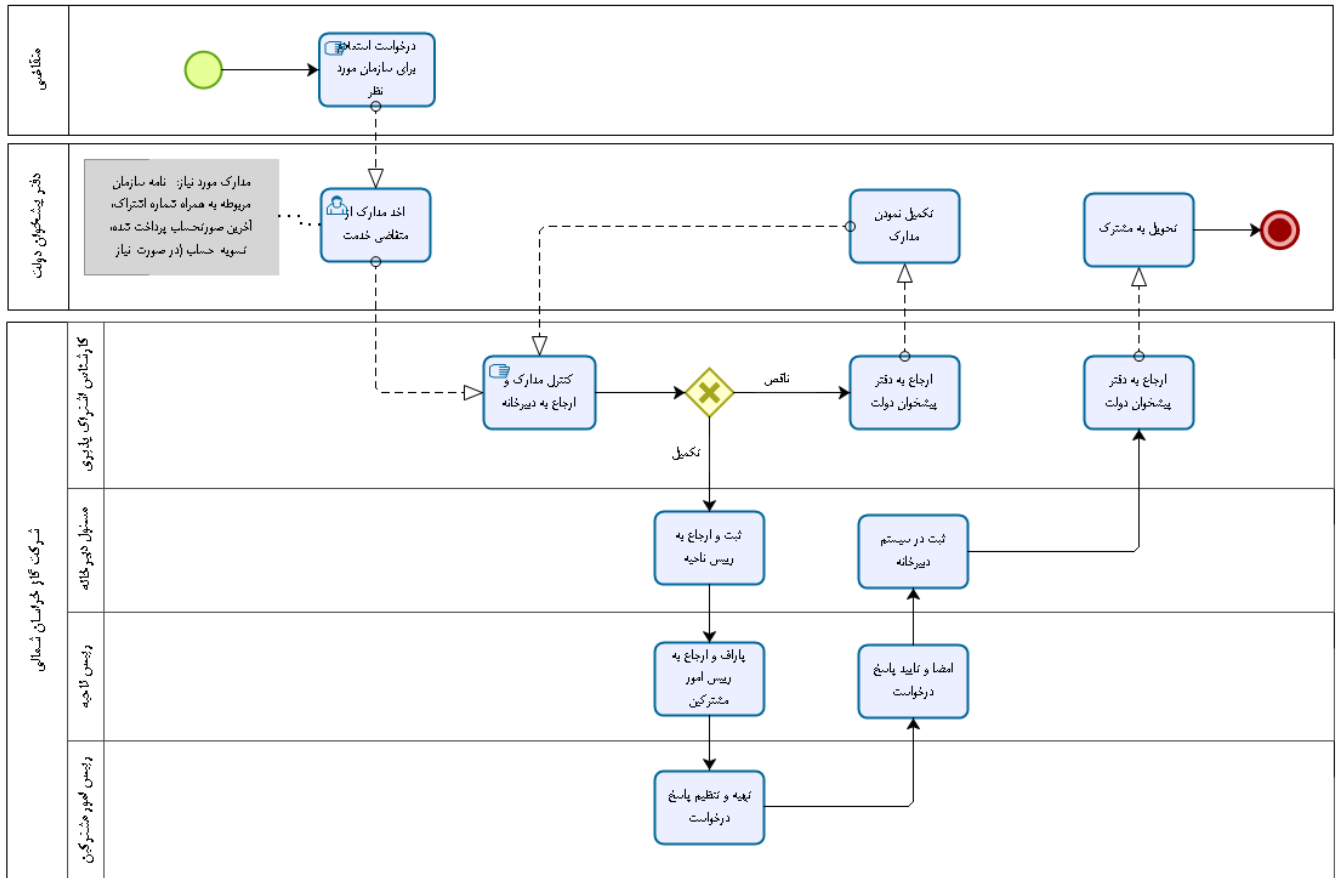 متقاضی
درخواست استعلام
برای سازمان مورد
نظر
دفتر پیشخوان دولت
مدارک مورد نیاز: نامه سازمان
مربوطه به همراه شماره اشتراک،
آخرین صورتحساب پرداخت شده،
تسویه حساب (در صورت نیاز
اخذ مدارک از
متقاضی خدمت
تکمیل نمودن
مدارک
تحویل به مشترک
شرکت گاز خراسان شمالی
کارشناس اشتراک پذیری
کنترل مدارک و
ارجاع به دبیرخانه
ناقص
ارجاع به دفتر
پیشخوان دولت
ارجاع به دفتر
پیشخوان دولت
تکمیل
مسئول دبیرخانه
ثبت و ارجاع به
رییس ناحیه
ثبت در سیستم
دبیرخانه
رییس ناحیه
پاراف و ارجاع به
رییس امور
مشترکین
امضا و تایید پاسخ
درخواست
رییس امور مشترکین
تهیه و تنظیم پاسخ
درخواست